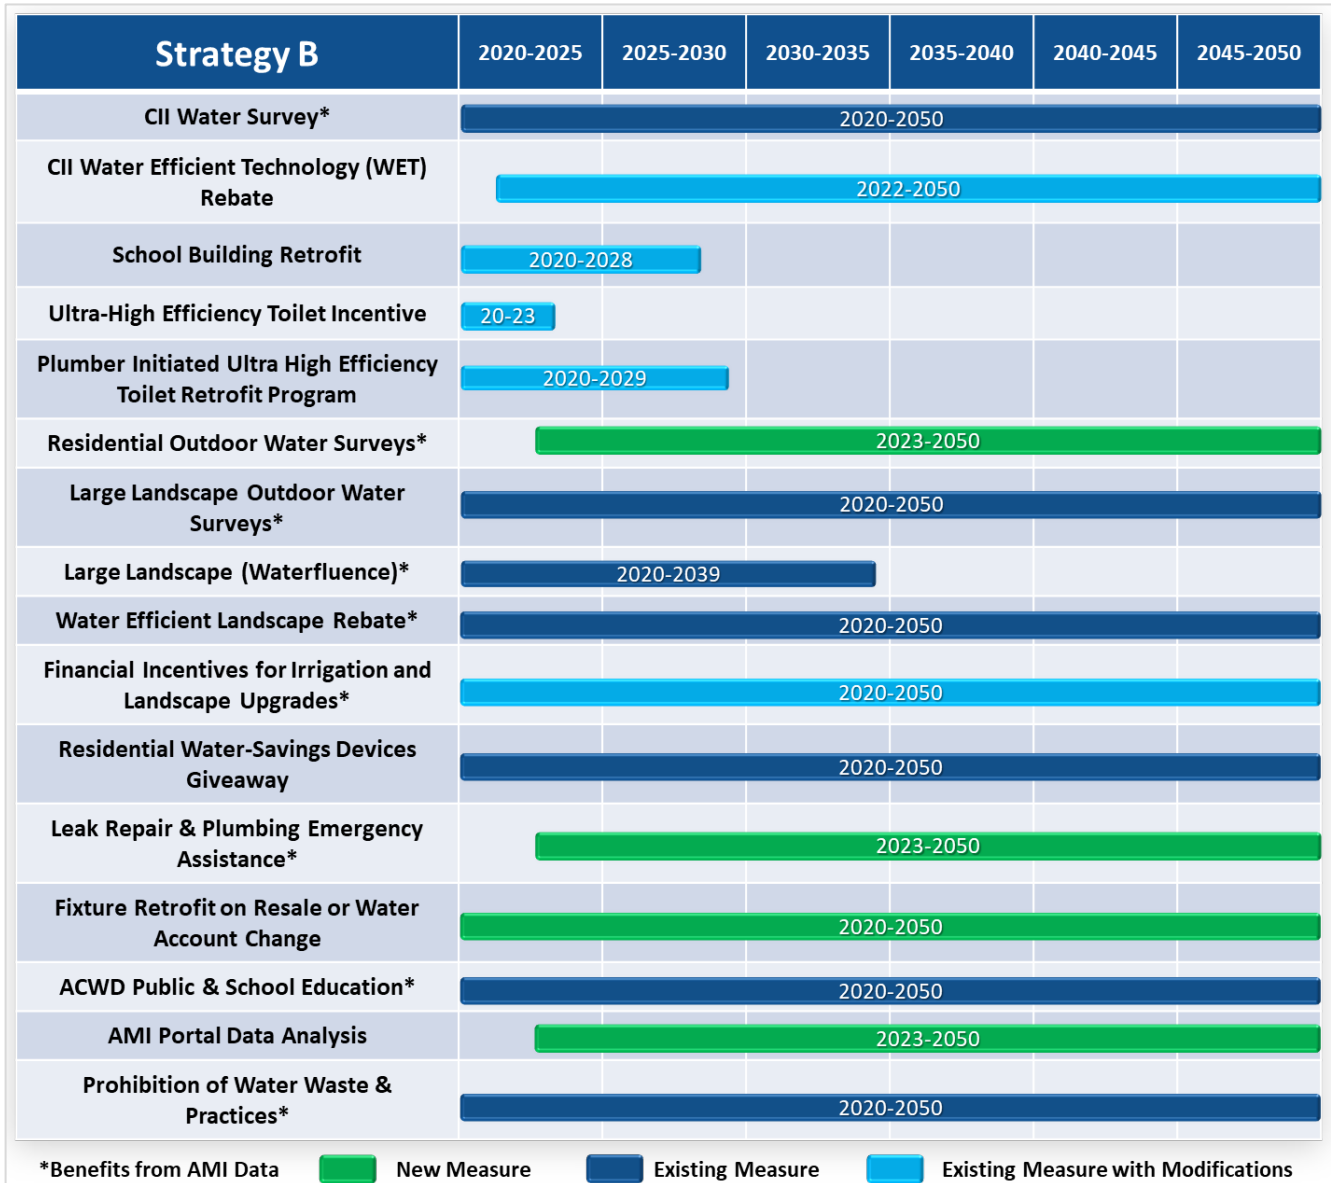 Strategy B 2020-2025 2025-2030 2030-2035 2035-2040 2040-2045 2045-2050
CII Water Survey* 2020-2050
CII Water Efficient Technology (WET)
Rebate 2022-2050
School Building Retrofit 2020-2028
Ultra-High Efficiency Toilet Incentive 20-23
Plumber Initiated Ultra High Efficiency
Toilet Retrofit Program 2020-2029
Residential Outdoor Water Surveys* 2023-2050
Large Landscape Outdoor Water
Surveys* 2020-2050
Large Landscape (Waterfluence)* 2020-2039
Water Efficient Landscape Rebate* 2020-2050
Financial Incentives for Irrigation and
Landscape Upgrades* 2020-2050
Residential Water-Savings Devices
Giveaway 2020-2050
Leak Repair & Plumbing Emergency
Assistance* 2023-2050
Fixture Retrofit on Resale or Water
Account Change 2020-2050
ACWD Public & School Education* 2020-2050
AMI Portal Data Analysis 2023-2050
Prohibition of Water Waste &
Practices* 2020-2050
*Benefits from AMI Data New Measure Existing Measure Existing Measure with Modifications